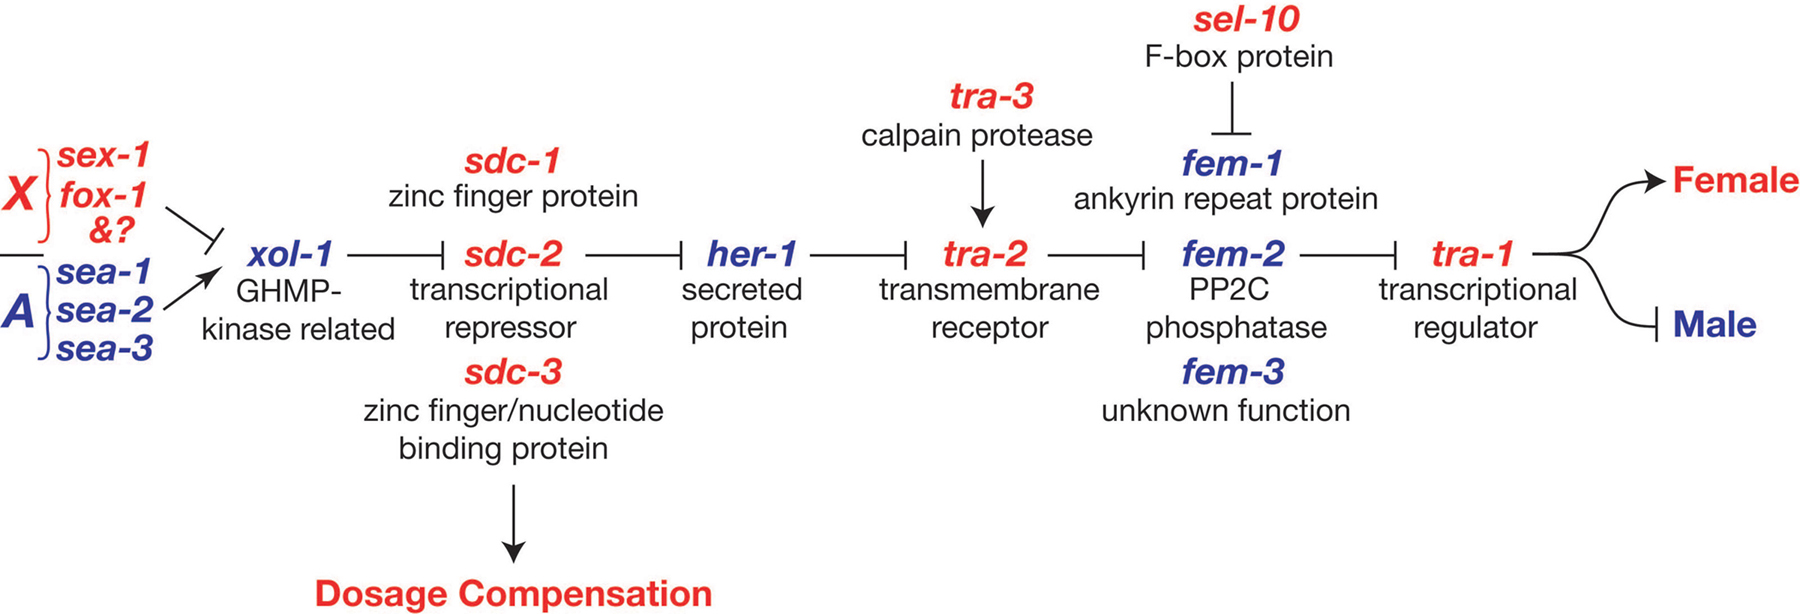 X
sex-1
fox-1
&?
A
sea-1
sea-2
sea-3
xol-1
GHMP-
kinase related
sdc-1
zinc finger protein
sdc-2
transcriptional
repressor
sdc-3
zinc finger/nucleotide
binding protein
Dosage Compensation
her-1
secreted
protein
tra-3
calpain protease
tra-2
transmembrane
receptor
sel-10
F-box protein
fem-1
ankyrin repeat protein
fem-2
PP2C
phosphatase
fem-3
unknown function
tra-1
transcriptional
regulator
Female
Male